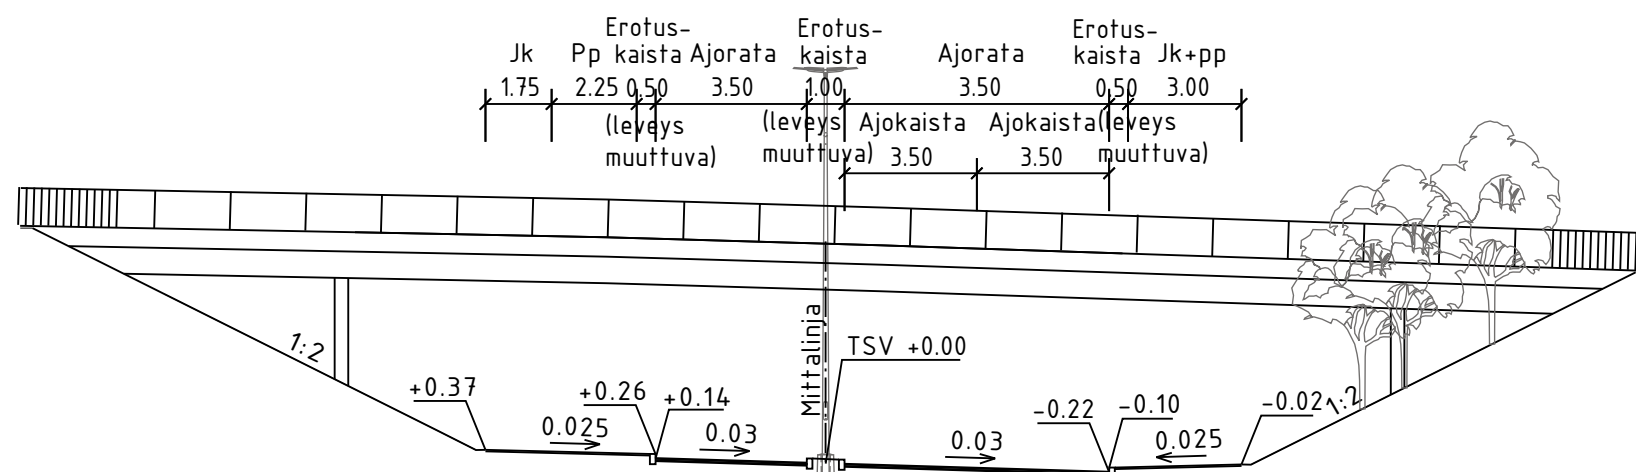 Erotus-
kaista
Erotus-
kaista
Erotus-
kaista
Jk
Pp
Ajorata
Ajorata
Jk+pp
1.75
2.25
0.50
3.50
1.00
3.50
0.50
3.00
(leveys
muuttuva)
(leveys
muuttuva)
Ajokaista
Ajokaista
(leveys
muuttuva)
3.50
3.50
Mittalinja
TSV +0.00
1:2
+0.37
+0.26
+0.14
-0.22
-0.10
-0.02
1:2
0.025
0.03
0.03
0.025